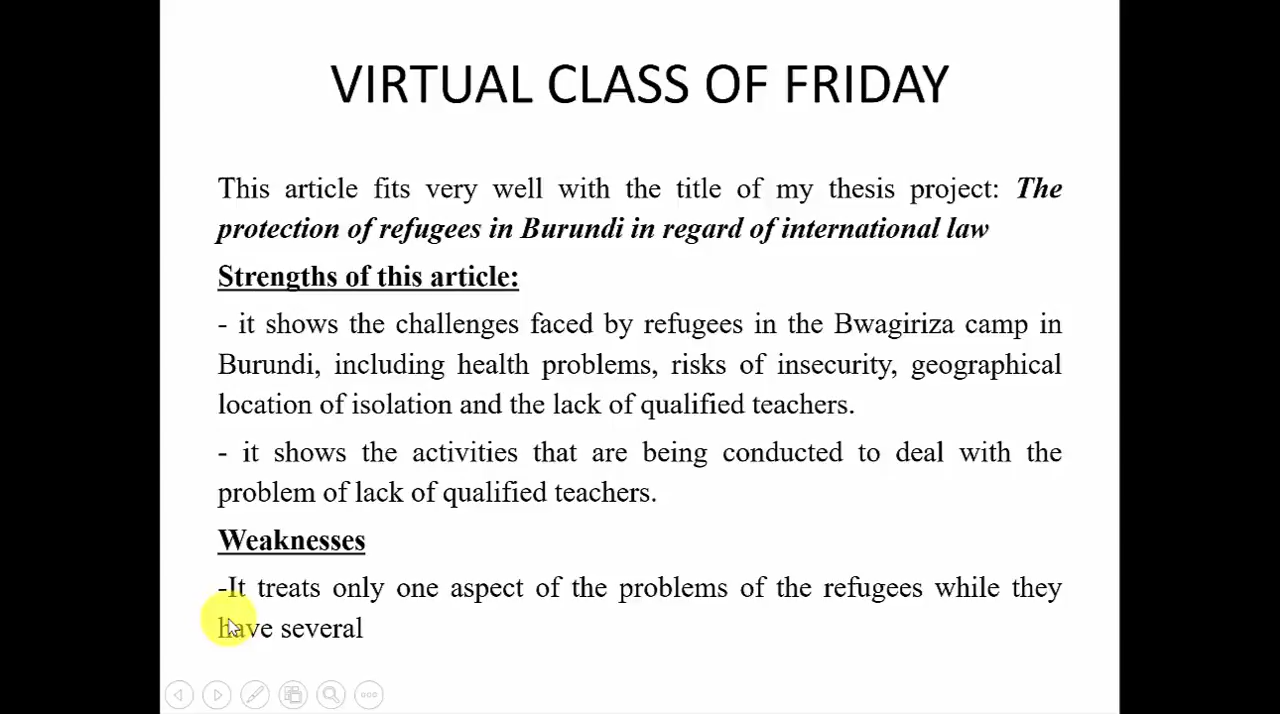 VIRTUAL CLASS OF FRIDAY
This article fits very well with the title of my thesis project: The
protection of refugees in Burundi in regard of international law
Strengths of this article:
- it shows the challenges faced by refugees in the Bwagiriza camp in
Burundi, including health problems, risks of insecurity, geographical
location of isolation and the lack of qualified teachers.
- it shows the activities that are being conducted to deal with the
problem of lack of qualified teachers.
Weaknesses
-It treats only one aspect of the problems of the refugees while they
have several